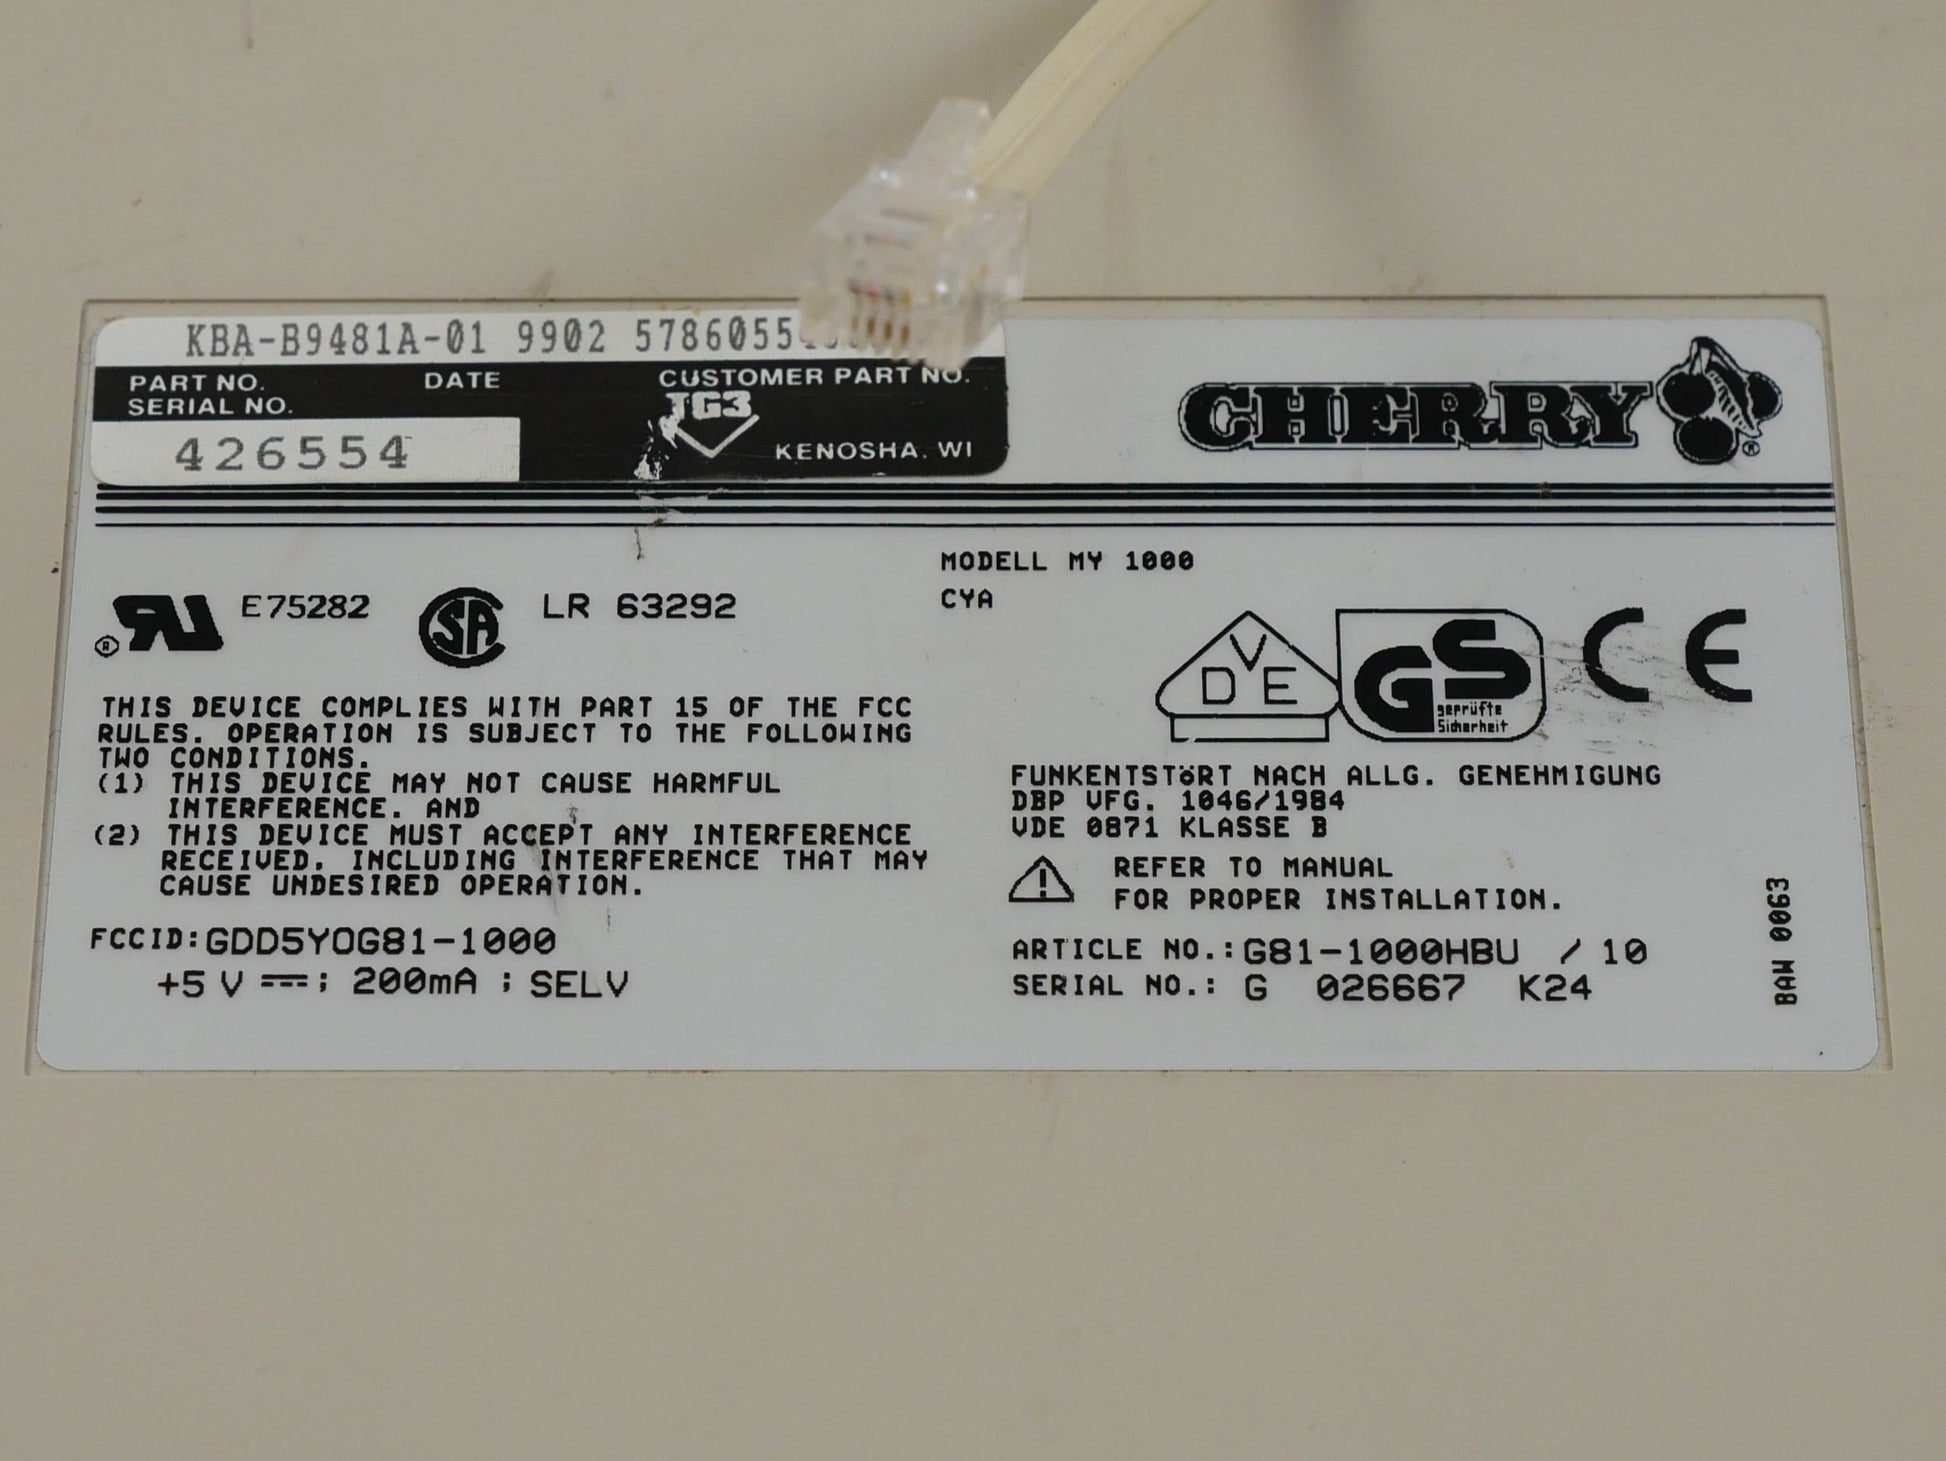 KBA-B9481A-01 9902 5786055
PART NO. DATE CUSTOMER PART NO.
SERIAL NO.
TG3
426554
KENOSHA, WI
CHERRY ®
MODELL MY 1000
CYA
® RU E75282 SA LR 63292
VDE
GS
geprüfte
Sicherheit
CE
THIS DEVICE COMPLIES WITH PART 15 OF THE FCC
RULES. OPERATION IS SUBJECT TO THE FOLLOWING
TWO CONDITIONS.
(1) THIS DEVICE MAY NOT CAUSE HARMFUL
INTERFERENCE. AND
(2) THIS DEVICE MUST ACCEPT ANY INTERFERENCE
RECEIVED. INCLUDING INTERFERENCE THAT MAY
CAUSE UNDESIRED OPERATION.
FCCID:GDD5YOG81-1000
+5 V ⎓; 200mA ; SELV
FUNKENTSTöRT NACH ALLG. GENEHMIGUNG
DBP VFG. 1046/1984
VDE 0871 KLASSE B
REFER TO MANUAL
FOR PROPER INSTALLATION.
ARTICLE NO.:G81-1000HBU / 10
SERIAL NO.: G 026667 K24
BAW 0063